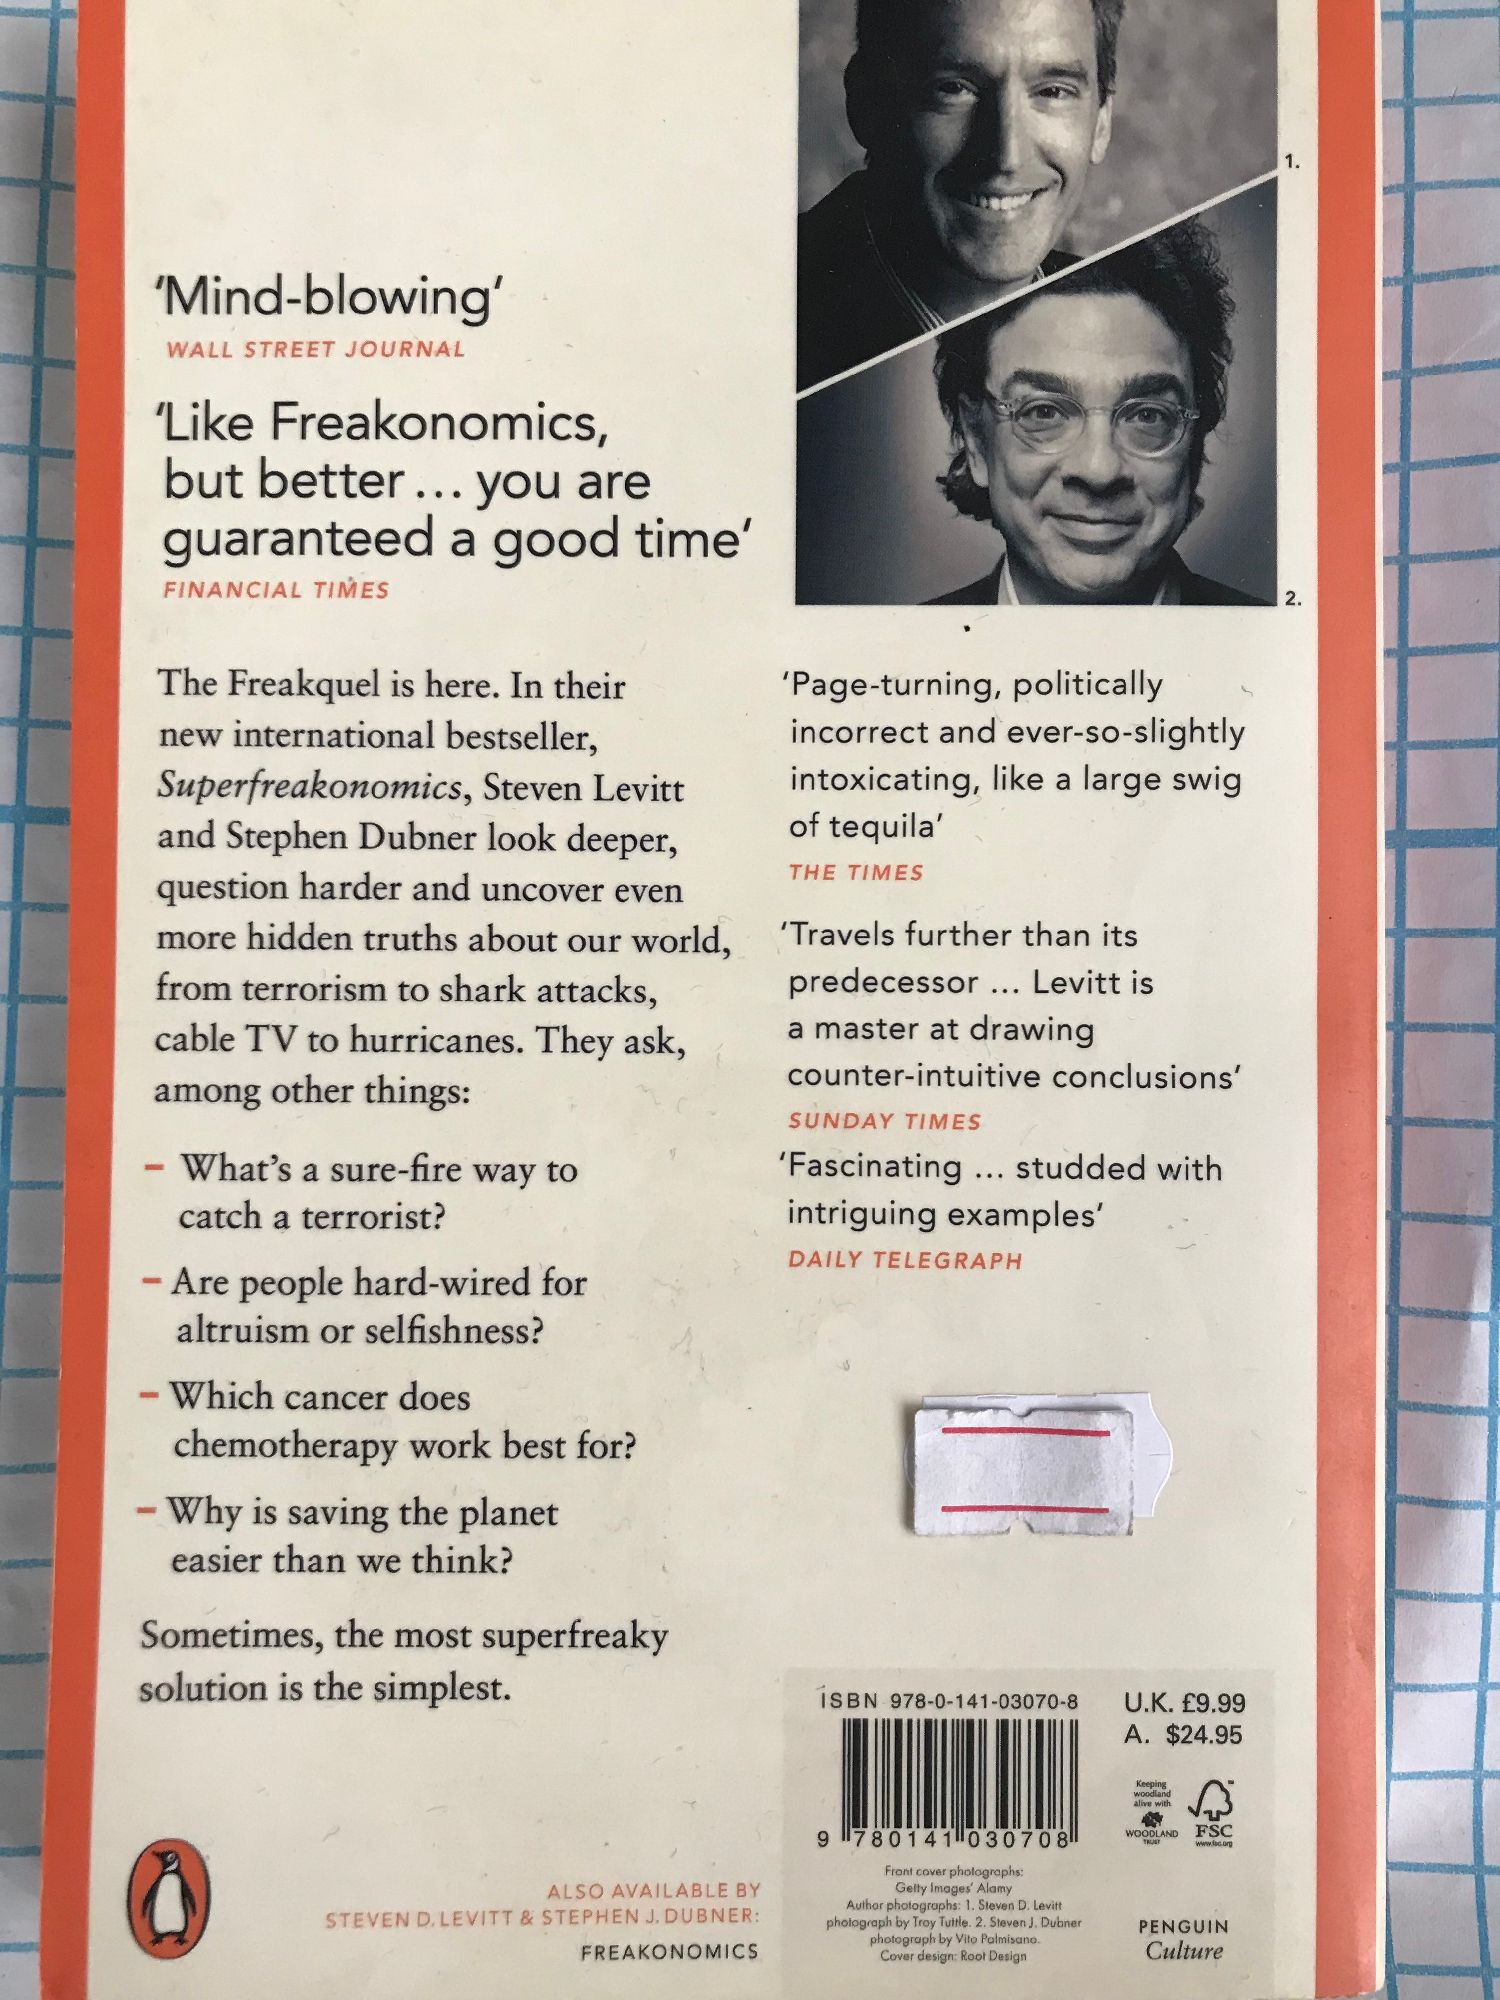 'Mind-blowing'
WALL STREET JOURNAL
'Like Freakonomics,
but better ... you are
guaranteed a good time'
FINANCIAL TIMES
The Freakquel is here. In their
new international bestseller,
Superfreakonomics, Steven Levitt
and Stephen Dubner look deeper,
question harder and uncover even
more hidden truths about our world,
from terrorism to shark attacks,
cable TV to hurricanes. They ask,
among other things:
– What's a sure-fire way to
catch a terrorist?
– Are people hard-wired for
altruism or selfishness?
– Which cancer does
chemotherapy work best for?
– Why is saving the planet
easier than we think?
Sometimes, the most superfreaky
solution is the simplest.
ALSO AVAILABLE BY
STEVEN D. LEVITT & STEPHEN J. DUBNER:
FREAKONOMICS
1.
2.
'Page-turning, politically
incorrect and ever-so-slightly
intoxicating, like a large swig
of tequila'
THE TIMES
'Travels further than its
predecessor ... Levitt is
a master at drawing
counter-intuitive conclusions'
SUNDAY TIMES
'Fascinating ... studded with
intriguing examples'
DAILY TELEGRAPH
ISBN 978-0-141-03070-8
9 780141 030708
U.K. £9.99
A. $24.95
Keeping
woodland
alive with
WOODLAND
TRUST
FSC
www.fsc.org
Front cover photographs:
Getty Images' Alamy
Author photographs: 1. Steven D. Levitt
photograph by Troy Tuttle. 2. Steven J. Dubner
photograph by Vito Palmisano.
Cover design: Root Design
PENGUIN
Culture